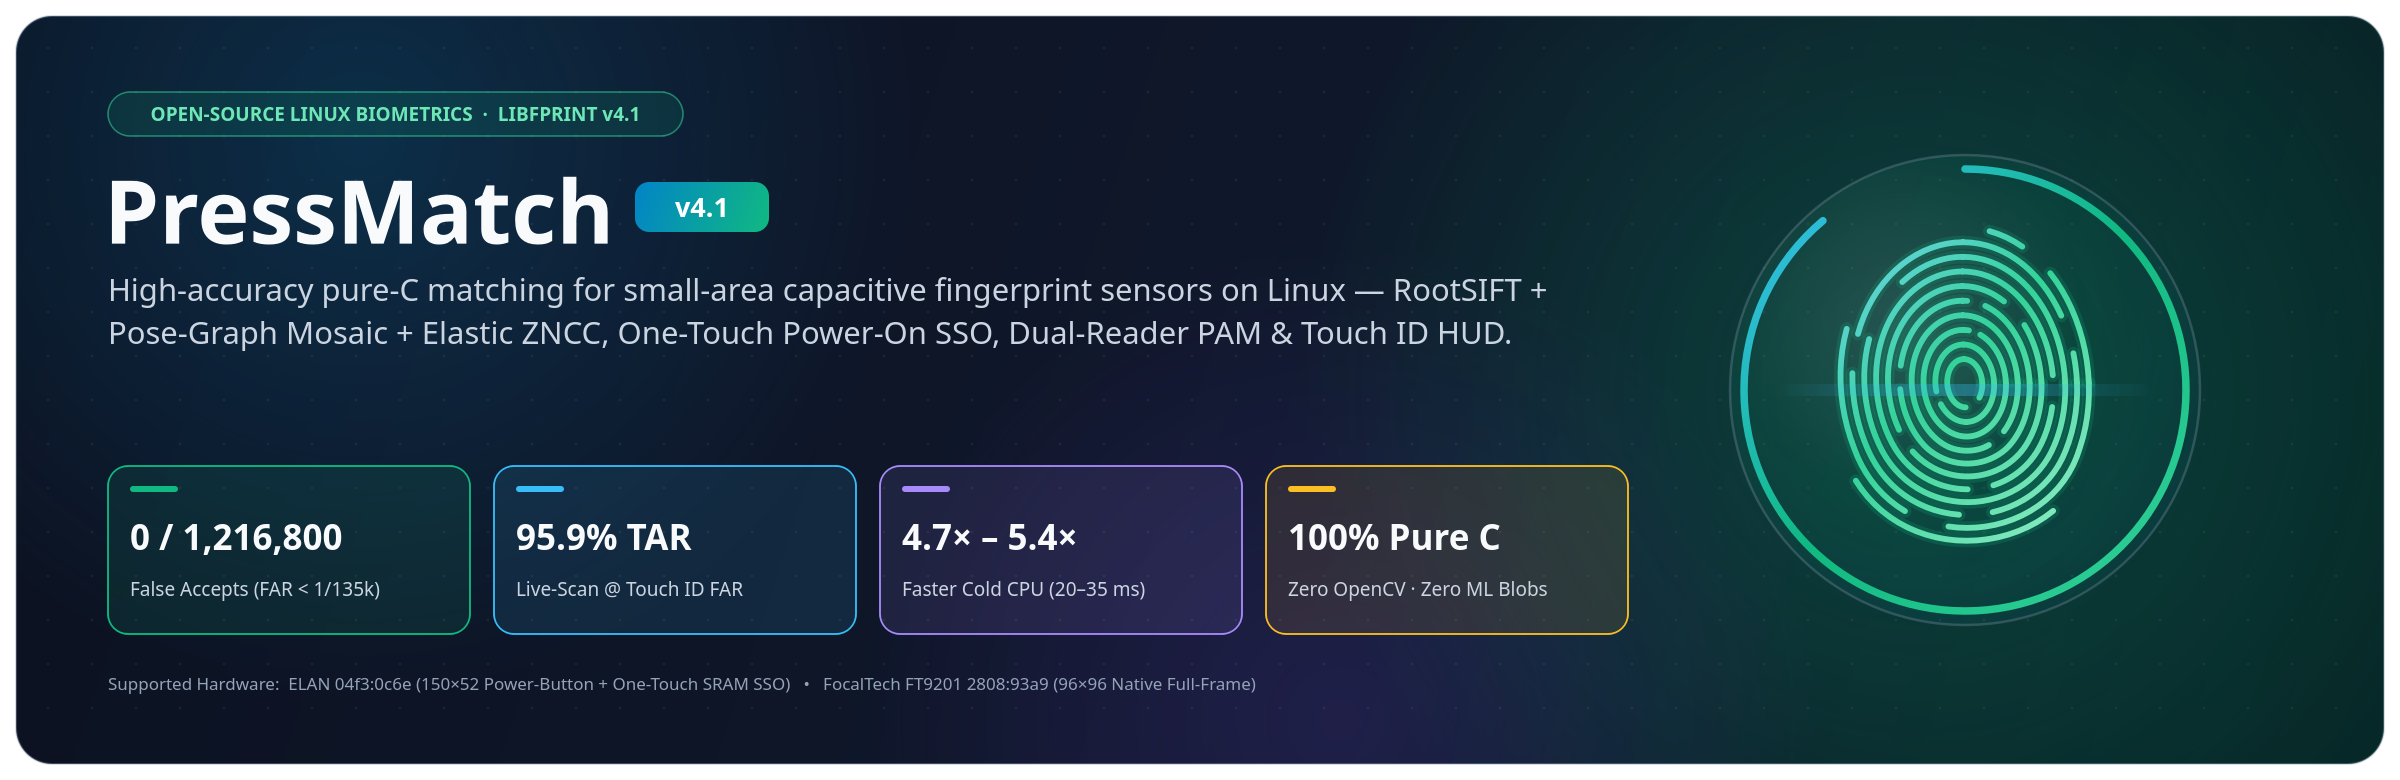 OPEN-SOURCE LINUX BIOMETRICS · LIBFPRINT v4.1
PressMatch v4.1
High-accuracy pure-C matching for small-area capacitive fingerprint sensors on Linux — RootSIFT +
Pose-Graph Mosaic + Elastic ZNCC, One-Touch Power-On SSO, Dual-Reader PAM & Touch ID HUD.
0 / 1,216,800
False Accepts (FAR < 1/135k)
95.9% TAR
Live-Scan @ Touch ID FAR
4.7× – 5.4×
Faster Cold CPU (20–35 ms)
100% Pure C
Zero OpenCV · Zero ML Blobs
Supported Hardware: ELAN 04f3:0c6e (150×52 Power-Button + One-Touch SRAM SSO) • FocalTech FT9201 2808:93a9 (96×96 Native Full-Frame)